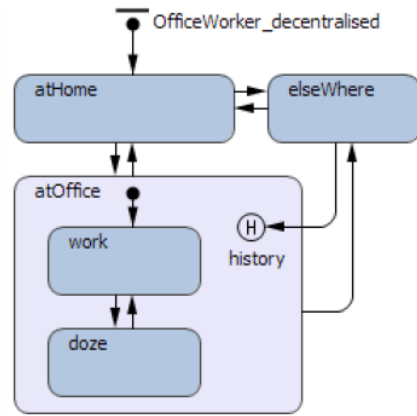 OfficeWorker_decentralised
atHome
elseWhere
atOffice
work
H
history
doze